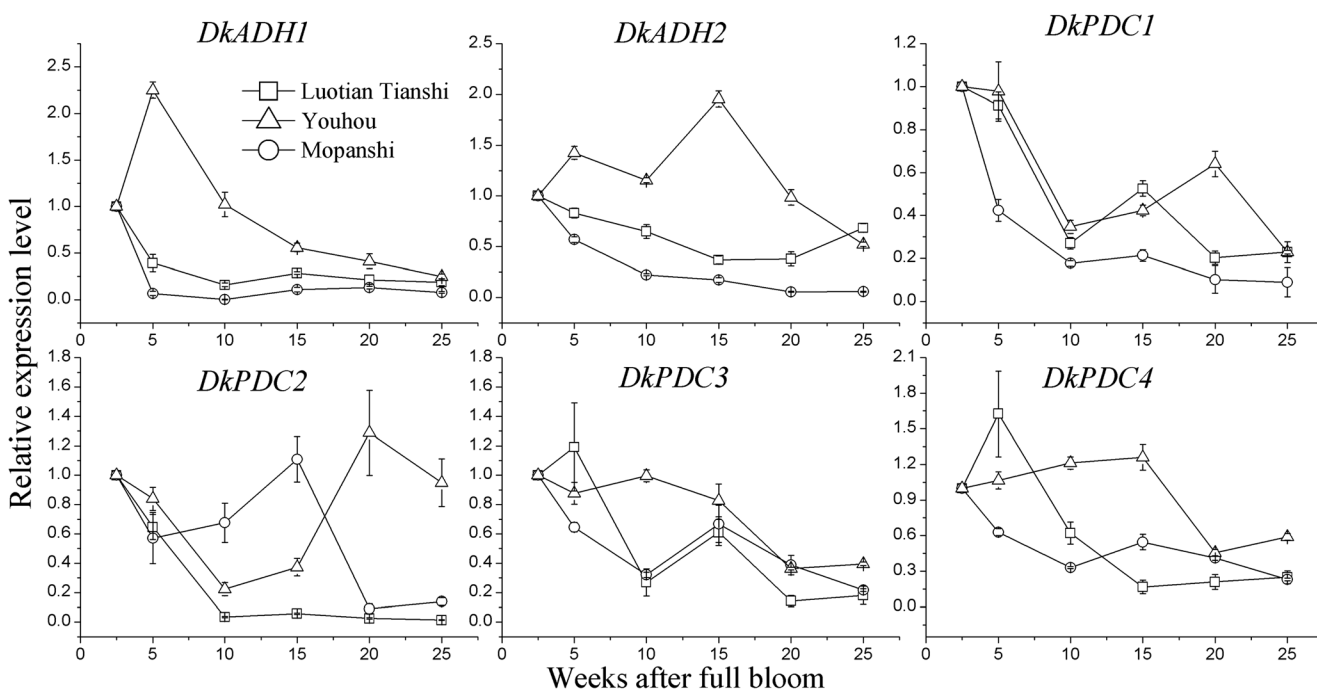 DkADH1
DkADH2
DkPDC1
Luotian Tianshi
Youhou
Mopanshi
2.5
2.0
1.5
1.0
0.5
0.0
0 5 10 15 20 25
2.5
2.0
1.5
1.0
0.5
0.0
0 5 10 15 20 25
1.2
1.0
0.8
0.6
0.4
0.2
0.0
0 5 10 15 20 25
Relative expression level
DkPDC2
DkPDC3
DkPDC4
1.8
1.6
1.4
1.2
1.0
0.8
0.6
0.4
0.2
0.0
0 5 10 15 20 25
1.8
1.6
1.4
1.2
1.0
0.8
0.6
0.4
0.2
0.0
0 5 10 15 20 25
2.1
1.8
1.5
1.2
0.9
0.6
0.3
0.0
0 5 10 15 20 25
Weeks after full bloom